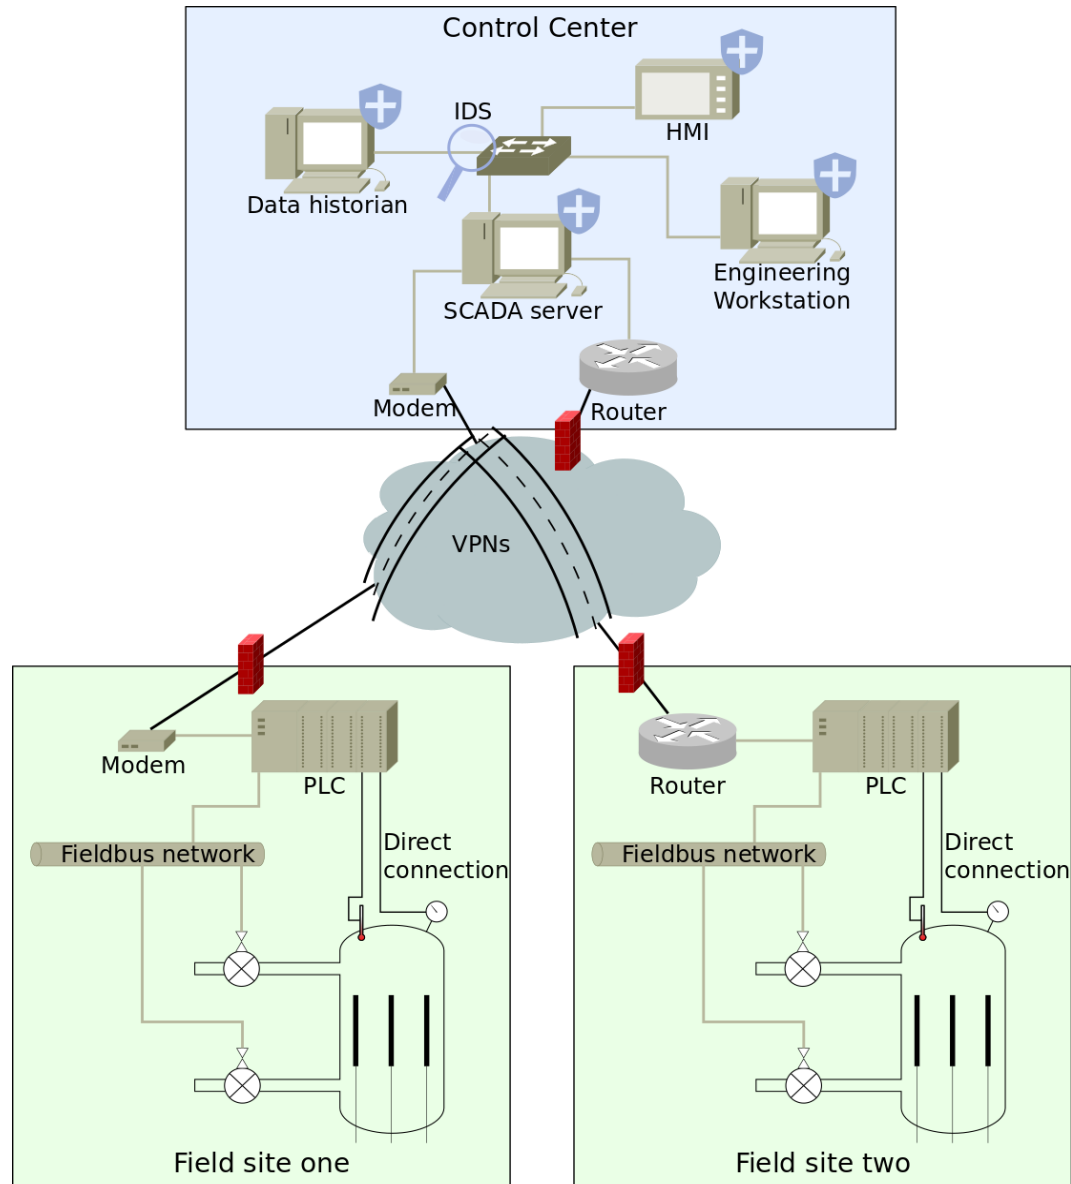 Control Center
IDS
HMI
Data historian
Engineering
Workstation
SCADA server
Modem
Router
VPNs
Modem
PLC
Fieldbus network
Direct
connection
Field site one
Router
PLC
Fieldbus network
Direct
connection
Field site two